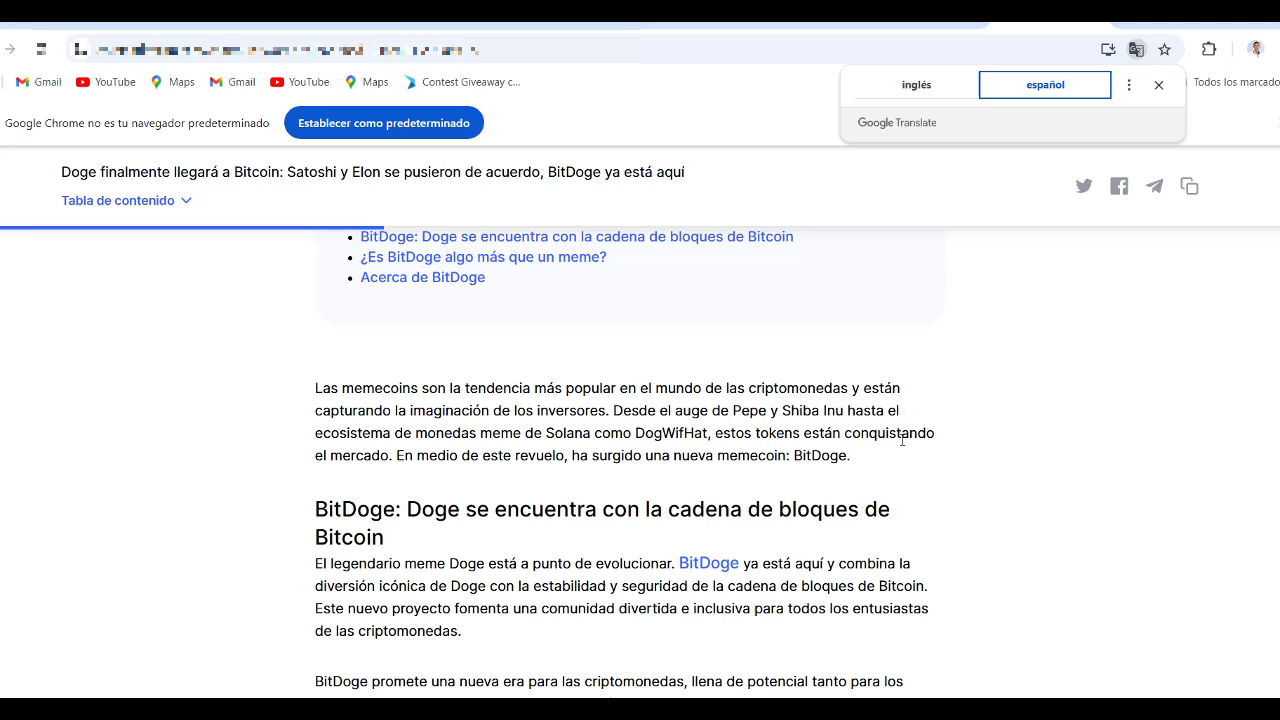 Gmail YouTube Maps Gmail YouTube Maps Contest Giveaway c... Todos los marcado
inglés español
Google Chrome no es tu navegador predeterminado Establecer como predeterminado
Google Translate
Doge finalmente llegará a Bitcoin: Satoshi y Elon se pusieron de acuerdo, BitDoge ya está aquí
Tabla de contenido
BitDoge: Doge se encuentra con la cadena de bloques de Bitcoin
¿Es BitDoge algo más que un meme?
Acerca de BitDoge
Las memecoins son la tendencia más popular en el mundo de las criptomonedas y están
capturando la imaginación de los inversores. Desde el auge de Pepe y Shiba Inu hasta el
ecosistema de monedas meme de Solana como DogWifHat, estos tokens están conquistando
el mercado. En medio de este revuelo, ha surgido una nueva memecoin: BitDoge.
BitDoge: Doge se encuentra con la cadena de bloques de
Bitcoin
El legendario meme Doge está a punto de evolucionar. BitDoge ya está aquí y combina la
diversión icónica de Doge con la estabilidad y seguridad de la cadena de bloques de Bitcoin.
Este nuevo proyecto fomenta una comunidad divertida e inclusiva para todos los entusiastas
de las criptomonedas.
BitDoge promete una nueva era para las criptomonedas, llena de potencial tanto para los